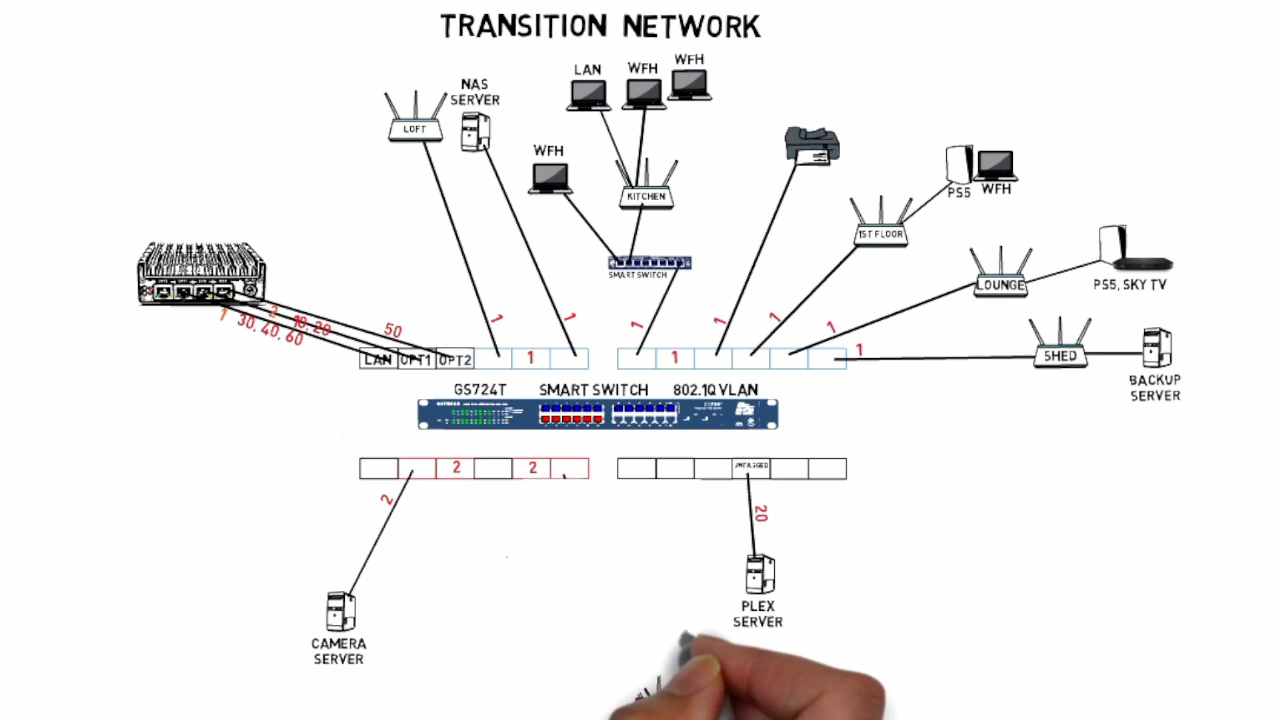 TRANSITION NETWORK
LAN
WFH
WFH
NAS
SERVER
LOFT
WFH
KITCHEN
PS5
WFH
1ST FLOOR
SMART SWITCH
LOUNGE
PS5, SKY TV
1
2
30, 40, 60
10, 20
50
1
1
1
1
1
1
1
SHED
BACKUP
SERVER
LAN
OPT1
OPT2
1
1
GS724T
SMART SWITCH
802.1Q VLAN
NETGEAR
2
2
UNTAGGED
2
20
PLEX
SERVER
CAMERA
SERVER